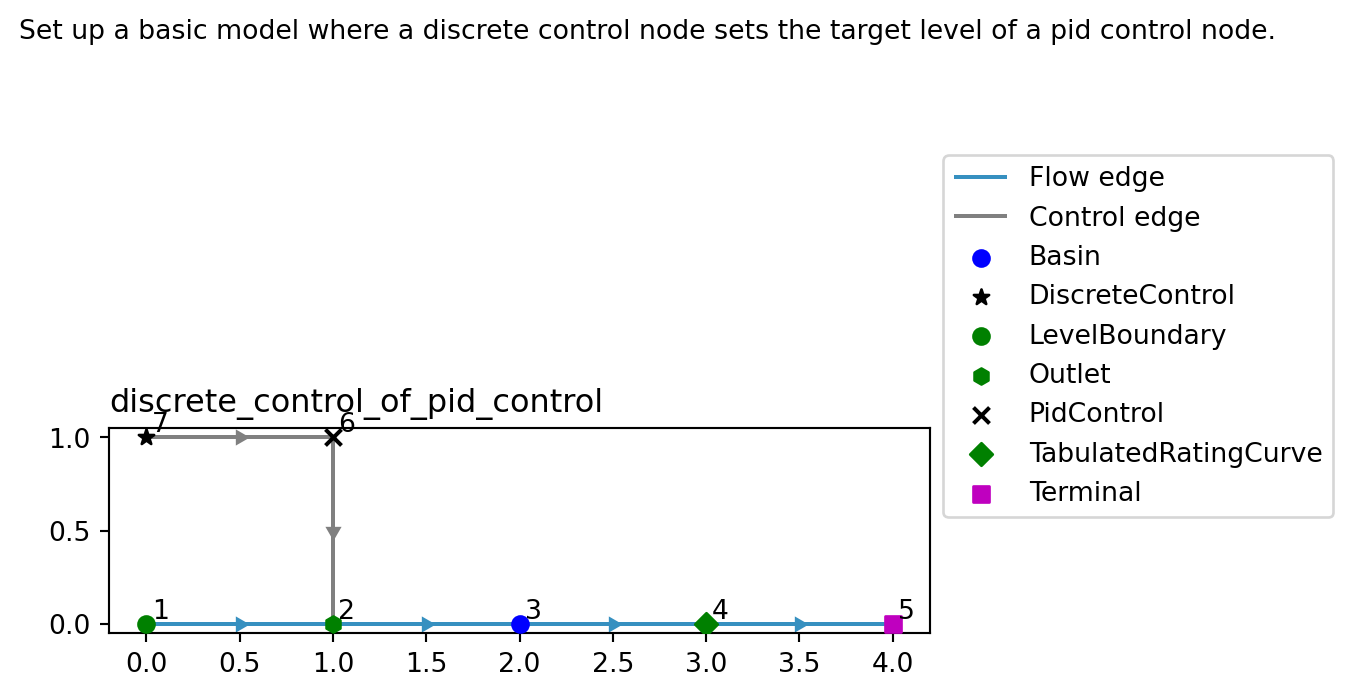 Set up a basic model where a discrete control node sets the target level of a pid control node.
Flow edge
Control edge
Basin
DiscreteControl
LevelBoundary
Outlet
PidControl
TabulatedRatingCurve
Terminal
discrete_control_of_pid_control
7 6
1.0
0.5
1 2 3 4 5
0.0
0.0 0.5 1.0 1.5 2.0 2.5 3.0 3.5 4.0